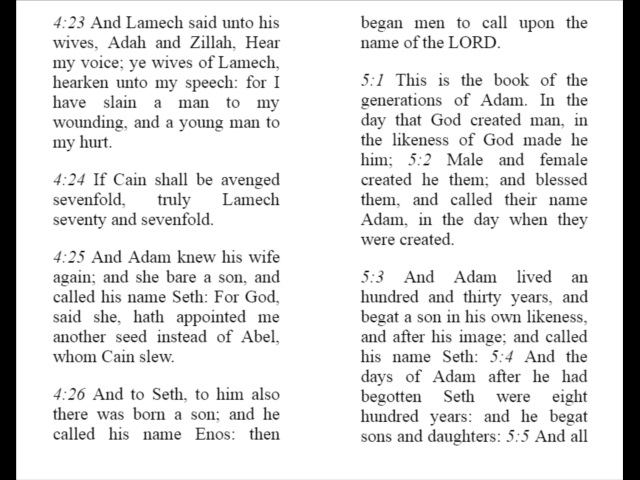 4:23 And Lamech said unto his
wives, Adah and Zillah, Hear
my voice; ye wives of Lamech,
hearken unto my speech: for I
have slain a man to my
wounding, and a young man to
my hurt.
4:24 If Cain shall be avenged
sevenfold, truly Lamech
seventy and sevenfold.
4:25 And Adam knew his wife
again; and she bare a son, and
called his name Seth: For God,
said she, hath appointed me
another seed instead of Abel,
whom Cain slew.
4:26 And to Seth, to him also
there was born a son; and he
called his name Enos: then
began men to call upon the
name of the LORD.
5:1 This is the book of the
generations of Adam. In the
day that God created man, in
the likeness of God made he
him; 5:2 Male and female
created he them; and blessed
them, and called their name
Adam, in the day when they
were created.
5:3 And Adam lived an
hundred and thirty years, and
begat a son in his own likeness,
and after his image; and called
his name Seth: 5:4 And the
days of Adam after he had
begotten Seth were eight
hundred years: and he begat
sons and daughters: 5:5 And all